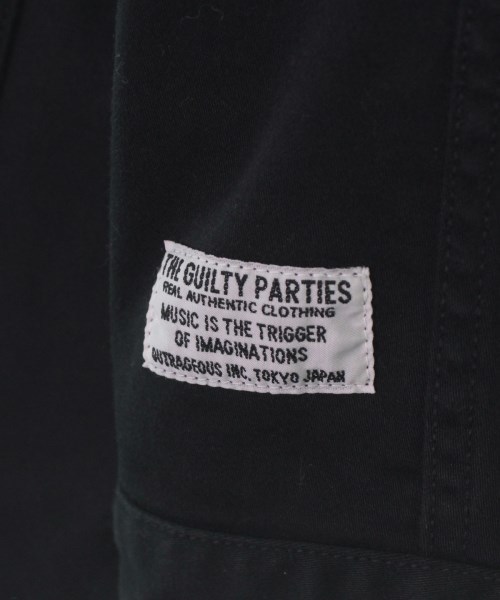 THE GUILTY PARTIES
REAL AUTHENTIC CLOTHING
MUSIC IS THE TRIGGER
OF IMAGINATIONS
OUTRAGEOUS INC. TOKYO JAPAN